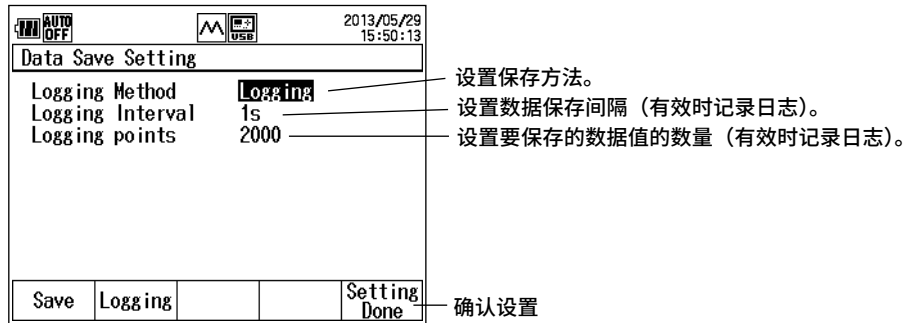 AUTO OFF USB 2013/05/29
15:50:13
Data Save Setting
Logging Method Logging 设置保存方法。
Logging Interval 1s 设置数据保存间隔（有效时记录日志）。
Logging points 2000 设置要保存的数据值的数量（有效时记录日志）。
Save Logging Setting Done 确认设置